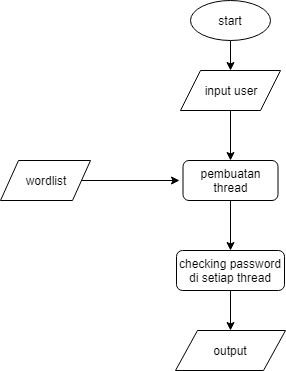 start
input user
pembuatan
thread
wordlist
checking password
di setiap thread
output